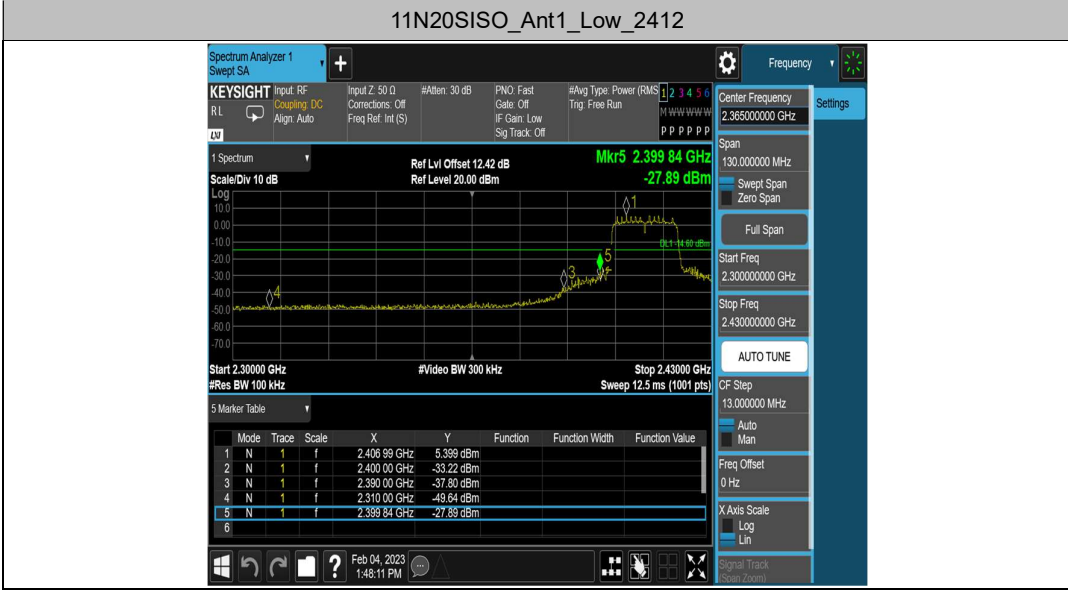 11N20SISO_Ant1_Low_2412
Spectrum Analyzer 1
Swept SA
+
Frequency
KEYSIGHT
RL
LXI
Input: RF
Coupling: DC
Align: Auto
Input Z: 50 Ω
Corrections: Off
Freq Ref: Int (S)
#Atten: 30 dB
PNO: Fast
Gate: Off
IF Gain: Low
Sig Track: Off
#Avg Type: Power (RMS
Trig: Free Run
1 2 3 4 5 6
M W W W W W
P P P P P P
1 Spectrum
Scale/Div 10 dB
Ref Lvl Offset 12.42 dB
Ref Level 20.00 dBm
Mkr5 2.399 84 GHz
-27.89 dBm
Log
10.0
0.00
-10.0
-20.0
-30.0
-40.0
-50.0
-60.0
-70.0
1
DL1 -14.60 dBm
5
3
4
Start 2.30000 GHz
#Res BW 100 kHz
#Video BW 300 kHz
Stop 2.43000 GHz
Sweep 12.5 ms (1001 pts)
5 Marker Table
Mode Trace Scale X Y Function Function Width Function Value
1 N 1 f 2.406 99 GHz 5.399 dBm
2 N 1 f 2.400 00 GHz -33.22 dBm
3 N 1 f 2.390 00 GHz -37.80 dBm
4 N 1 f 2.310 00 GHz -49.64 dBm
5 N 1 f 2.399 84 GHz -27.89 dBm
6
?
Feb 04, 2023
1:48:11 PM
Center Frequency
2.365000000 GHz
Span
130.000000 MHz
Swept Span
Zero Span
Full Span
Start Freq
2.300000000 GHz
Stop Freq
2.430000000 GHz
AUTO TUNE
CF Step
13.000000 MHz
Auto
Man
Freq Offset
0 Hz
X Axis Scale
Log
Lin
Signal Track
(Span Zoom)
Settings